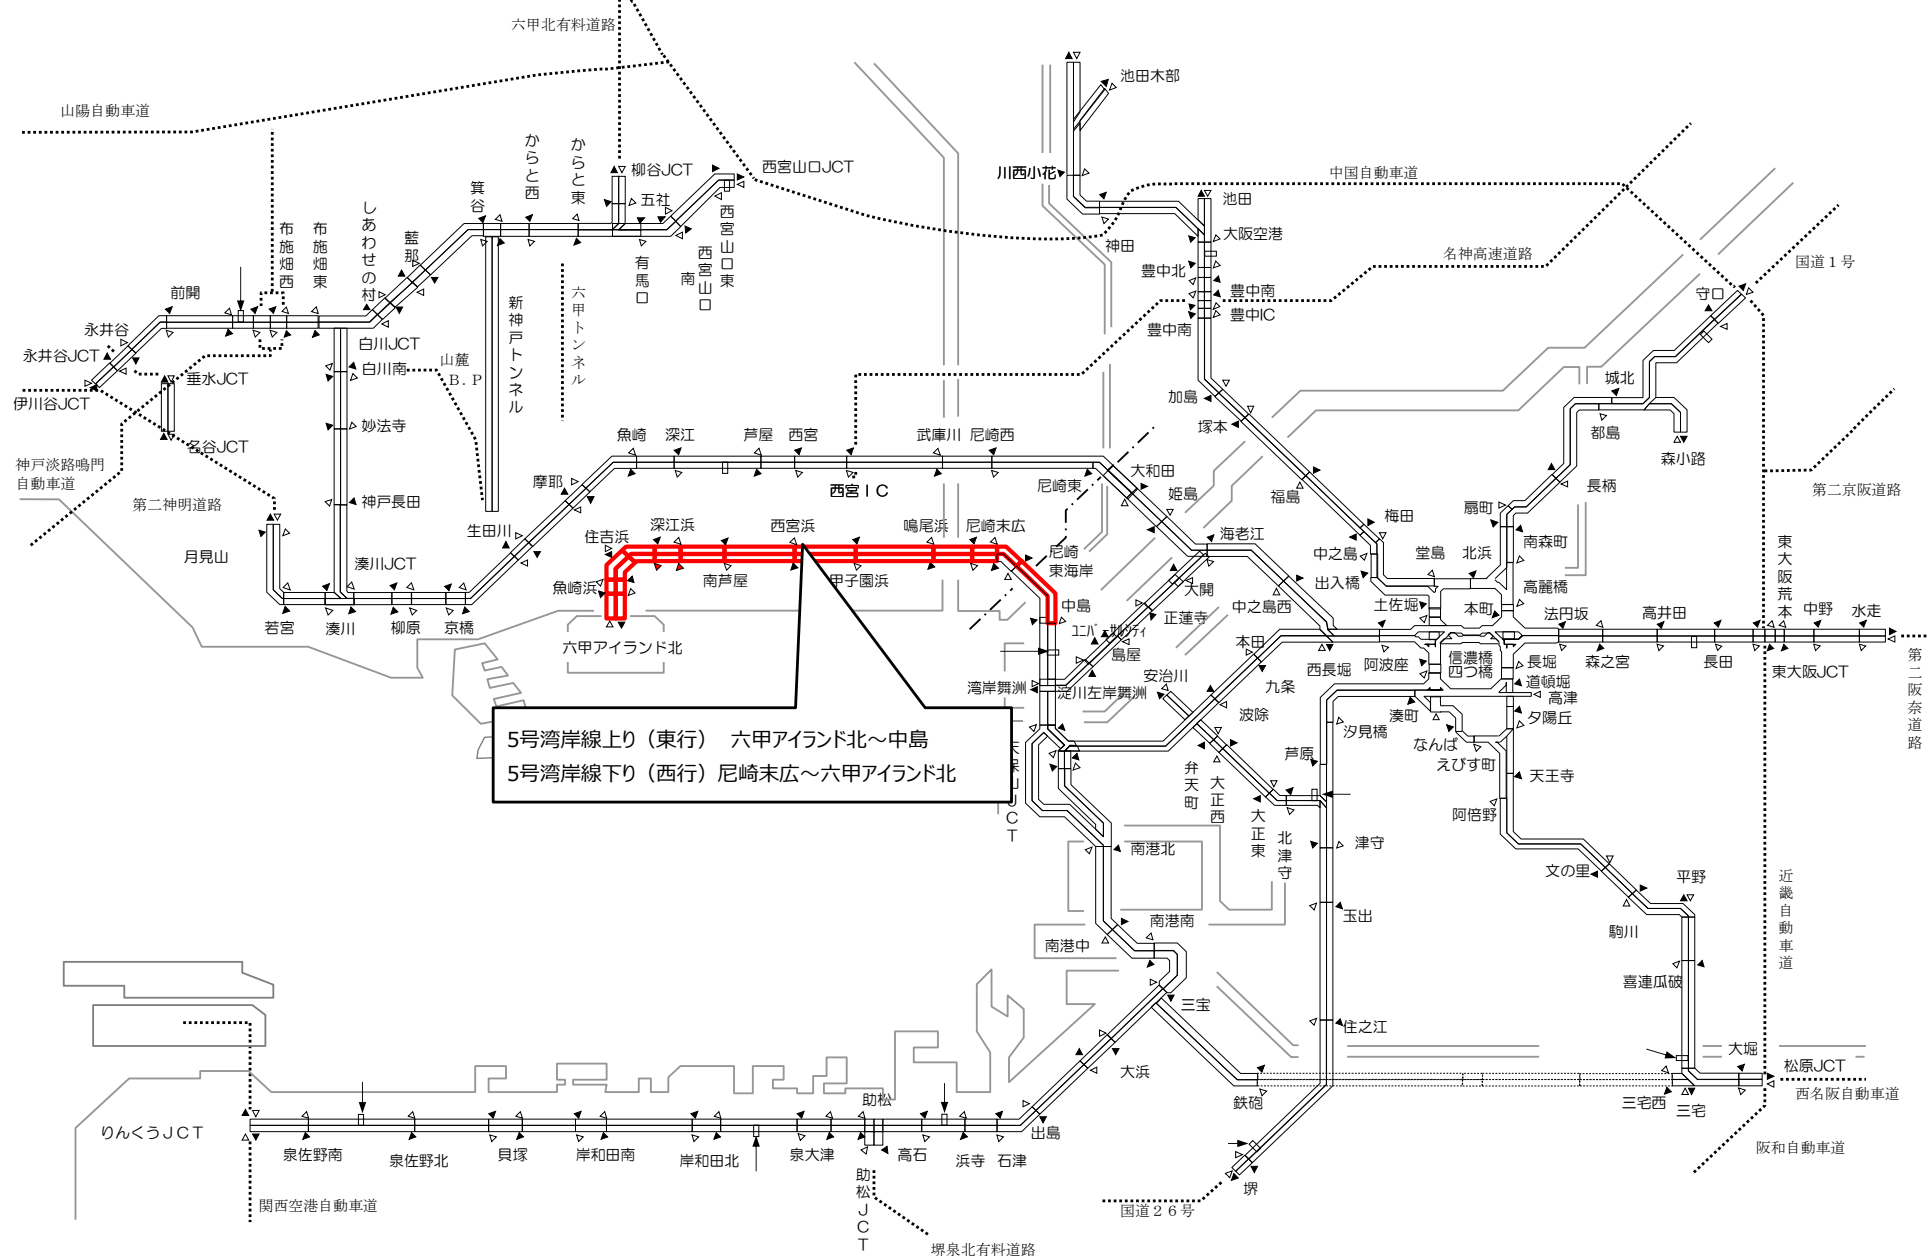 六甲北有料道路
山陽自動車道
池田木部
からと西
からと東
柳谷JCT
西宮山口JCT
川西小花
中国自動車道
箕谷
五社
池田
しあわせの村
藍那
布施畑西
布施畑東
西宮山口東
西宮山口南
有馬口
神田
大阪空港
名神高速道路
国道1号
豊中北
豊中南
豊中IC
豊中南
守口
前開
永井谷
永井谷JCT
新神戸トンネル
六甲トンネル
白川JCT
白川南
山麓
B.P
垂水JCT
伊川谷JCT
加島
城北
塚本
都島
森小路
妙法寺
名谷JCT
魚崎
深江
芦屋
西宮
武庫川
尼崎西
神戸淡路鳴門
自動車道
第二神明道路
摩耶
西宮IC
尼崎東
大和田
姫島
福島
長柄
第二京阪道路
神戸長田
扇町
梅田
生田川
住吉浜
深江浜
西宮浜
鳴尾浜
尼崎末広
海老江
南森町
東大阪荒本
月見山
湊川JCT
魚崎浜
南芦屋
甲子園浜
尼崎
東海岸
中之島
堂島
北浜
出入橋
高麗橋
大開
正蓮寺
中之島西
中島
土佐堀
本町
法円坂
高井田
中野
水走
若宮
湊川
柳原
京橋
ユニバーサルシティ
島屋
本田
六甲アイランド北
安治川
西長堀
阿波座
信濃橋
四つ橋
長堀
森之宮
長田
東大阪JCT
第二阪奈道路
湾岸舞洲
淀川左岸舞洲
九条
道頓堀
高津
波除
湊町
夕陽丘
汐見橋
なんば
えびす町
5号湾岸線上り（東行）　六甲アイランド北～中島
5号湾岸線下り（西行）尼崎末広～六甲アイランド北
JCT
弁天町
大正西
芦原
天王寺
阿倍野
大正東
北津守
津守
南港北
文の里
平野
近畿自動車道
玉出
駒川
南港南
南港中
喜連瓜破
三宝
住之江
大浜
大堀
松原JCT
鉄砲
三宅西
三宅
西名阪自動車道
りんくうJCT
助松
出島
泉佐野南
泉佐野北
貝塚
岸和田南
岸和田北
泉大津
高石
浜寺
石津
阪和自動車道
助松JCT
堺
関西空港自動車道
国道26号
堺泉北有料道路